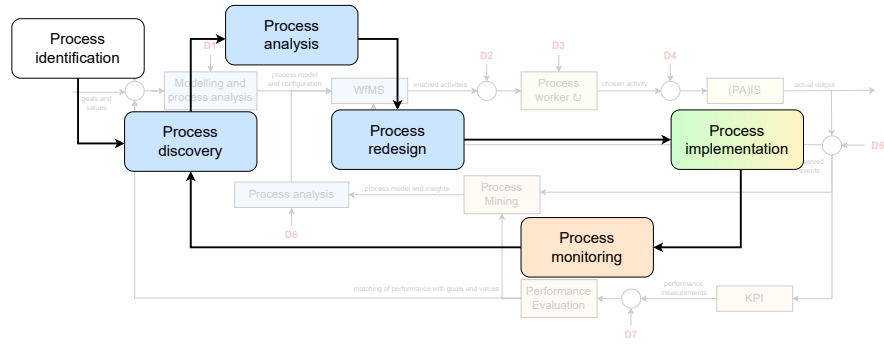 Process
identification
Process
analysis
D1
D2
D3
D4
goals and
values
Modelling and
process analysis
process model
and configuration
WfMS
enabled activities
Process
worker ↻
chosen activity
(PA)IS
actual output
Process
discovery
Process
redesign
Process
implementation
D5
events
Process analysis
process model and insights
Process
Mining
D6
Process
monitoring
matching of performance with goals and values
Performance
Evaluation
performance
measurements
KPI
D7